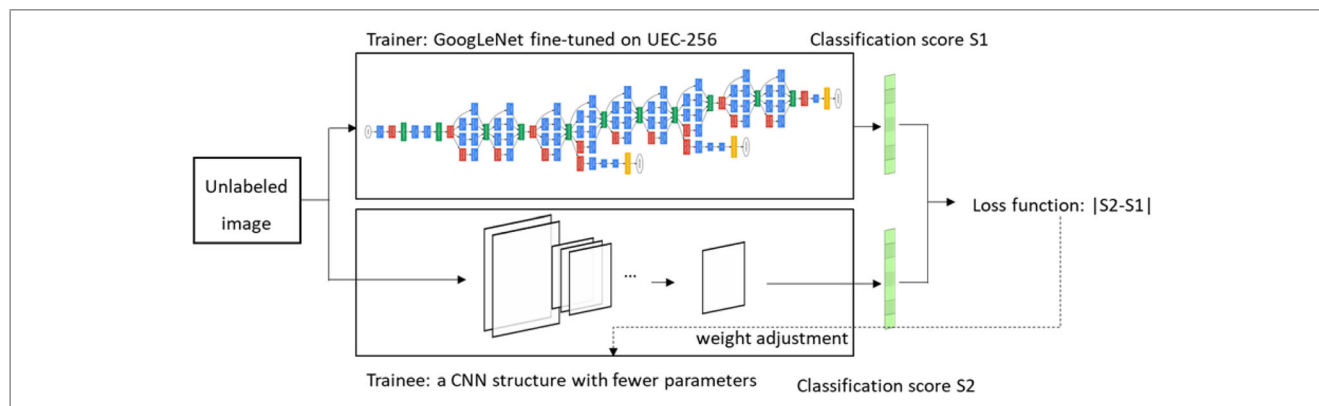 Trainer: GoogLeNet fine-tuned on UEC-256
Classification score S1
Unlabeled
image
Loss function: |S2-S1|
...
weight adjustment
Trainee: a CNN structure with fewer parameters
Classification score S2